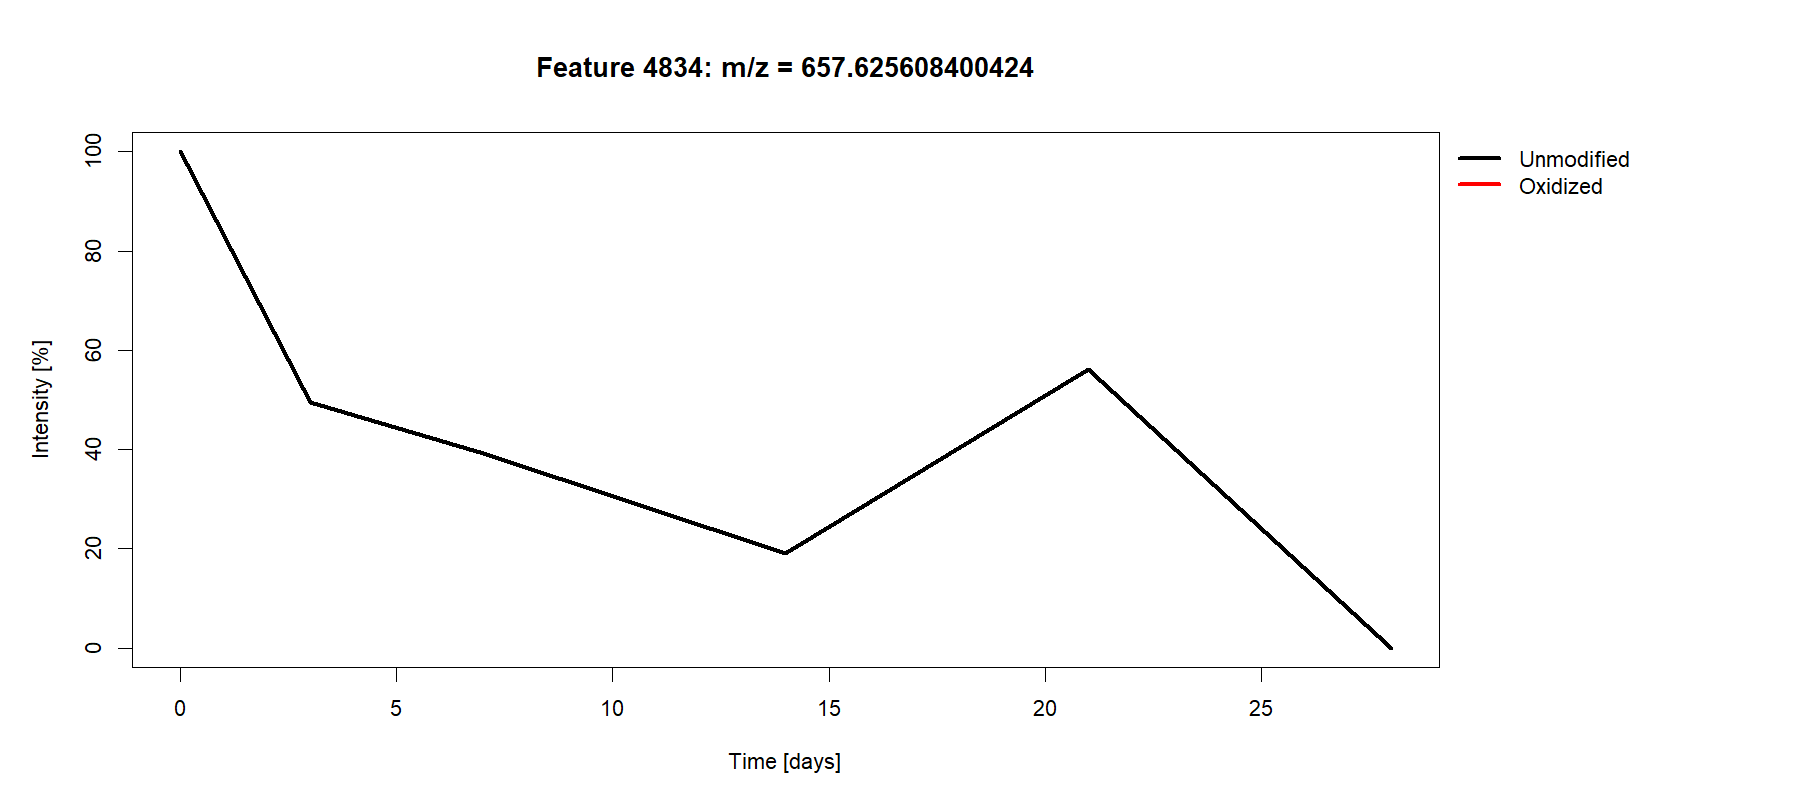 Feature 4834: m/z = 657.625608400424
Unmodified
Oxidized
Intensity [%]
100
80
60
40
20
0
0 5 10 15 20 25
Time [days]